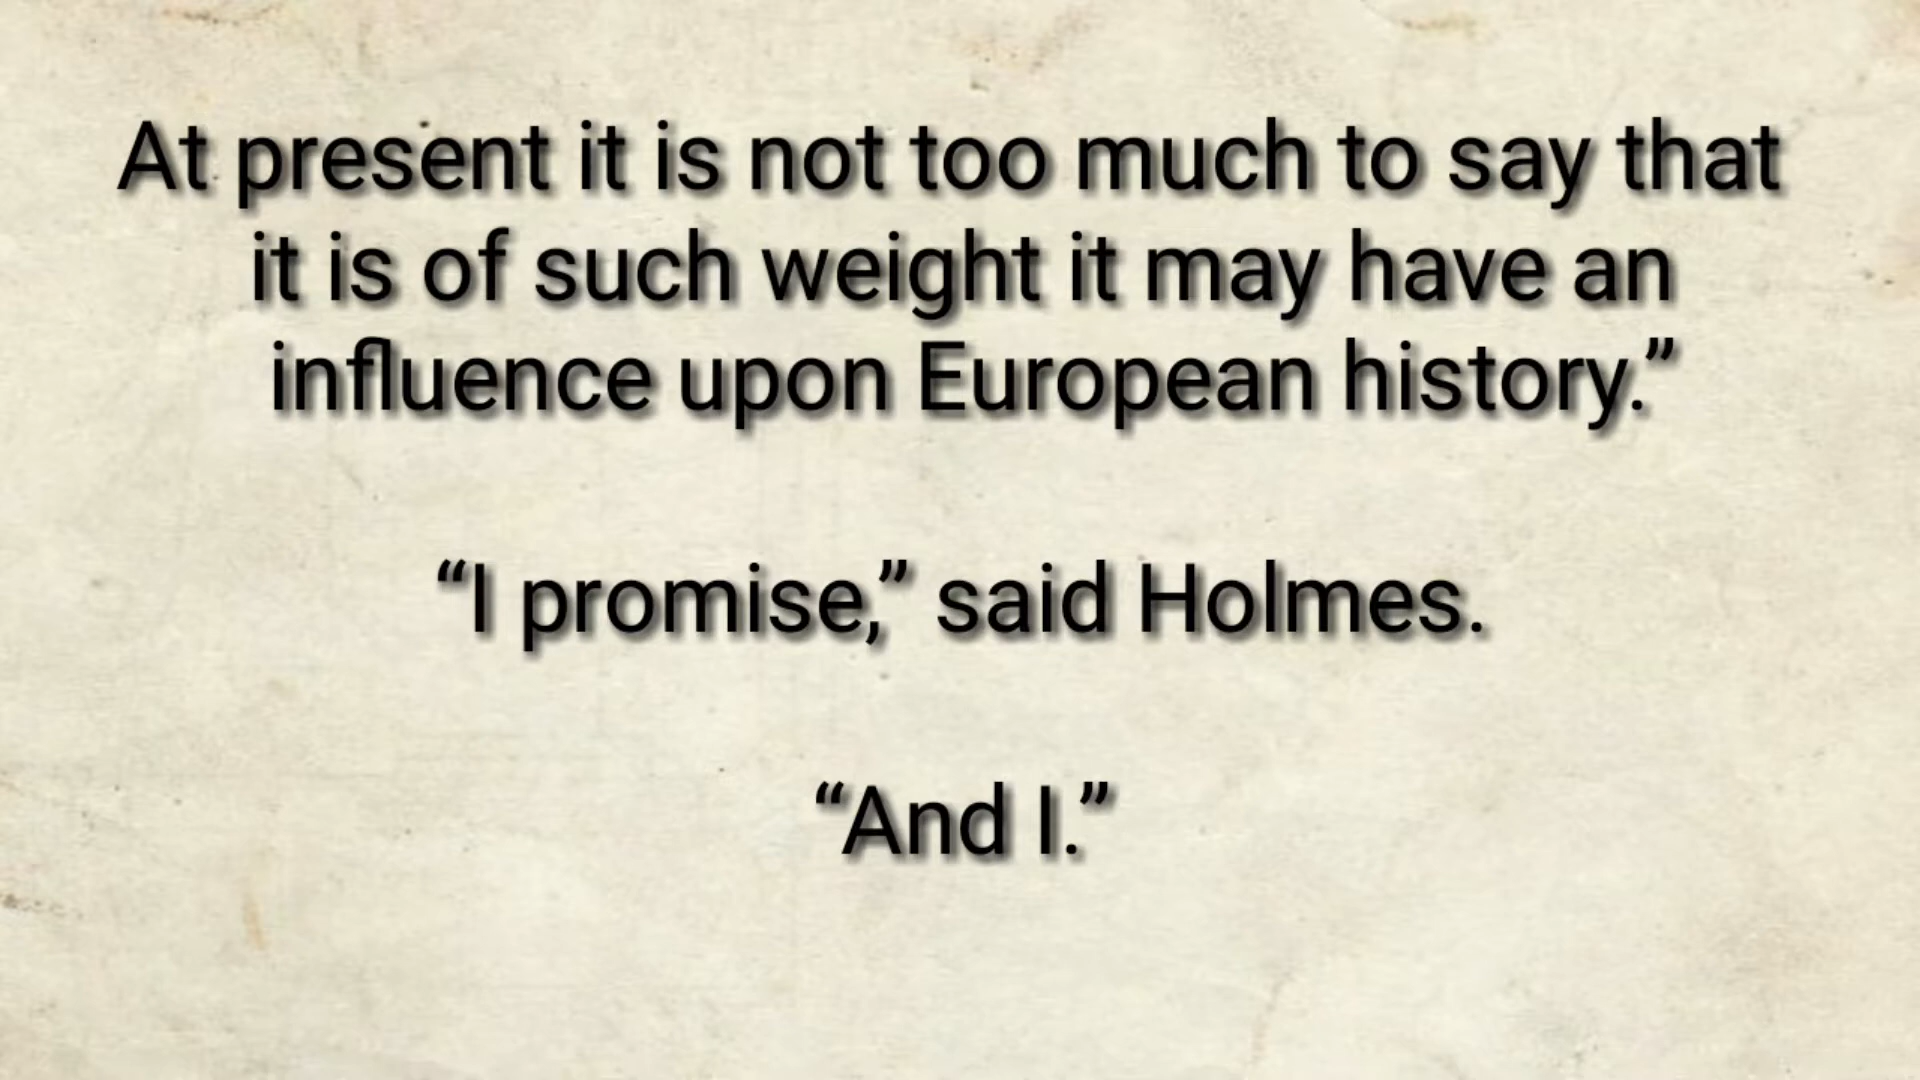 At present it is not too much to say that
it is of such weight it may have an
influence upon European history.”
“I promise,” said Holmes.
“And I.”